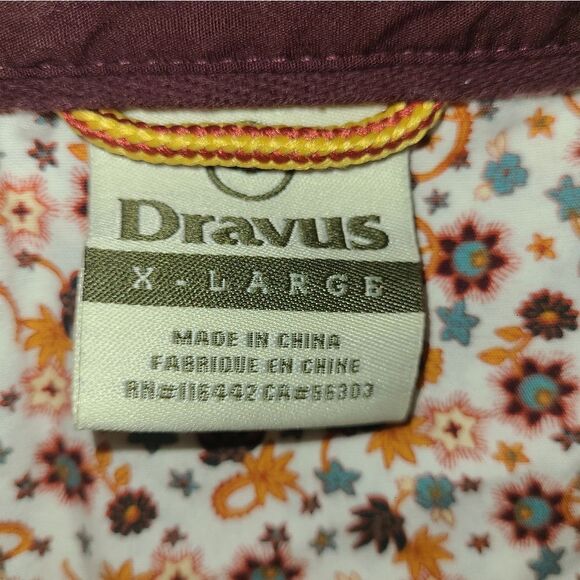 Dravus
X-LARGE
MADE IN CHINA
FABRIQUE EN CHINE
RN#116442 CA#56303